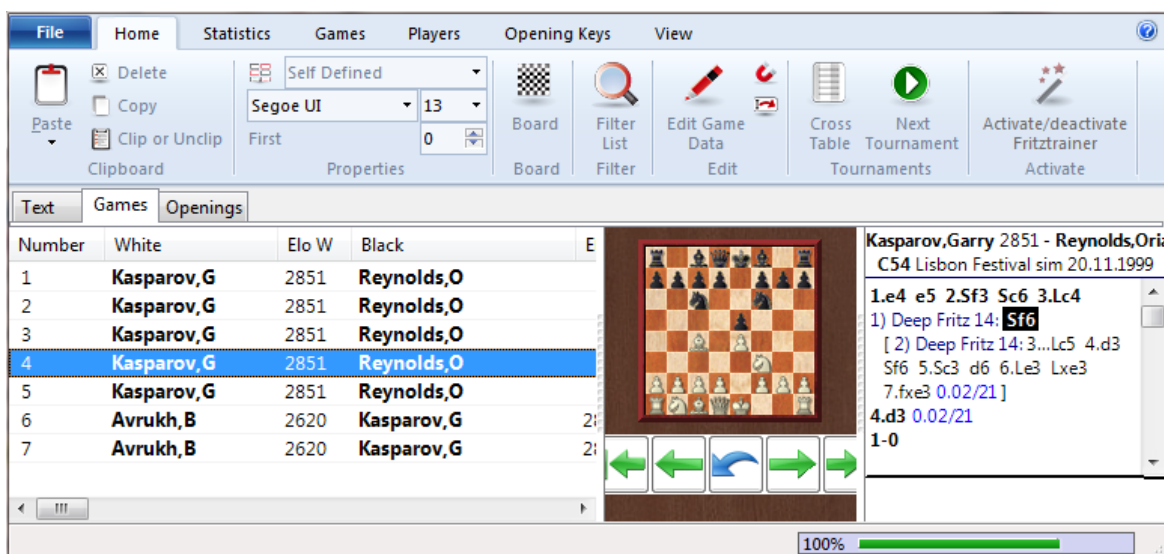 File Home Statistics Games Players Opening Keys View
Paste
Delete
Copy
Clip or Unclip
Clipboard
Self Defined
Segoe UI 13
First 0
Properties
Board
Board
Filter List
Filter
Edit Game Data
Edit
Cross Table
Next Tournament
Tournaments
Activate/deactivate Fritztrainer
Activate
Text Games Openings
Number White Elo W Black E
1 Kasparov,G 2851 Reynolds,O
2 Kasparov,G 2851 Reynolds,O
3 Kasparov,G 2851 Reynolds,O
4 Kasparov,G 2851 Reynolds,O
5 Kasparov,G 2851 Reynolds,O
6 Avrukh,B 2620 Kasparov,G
7 Avrukh,B 2620 Kasparov,G
Kasparov,Garry 2851 - Reynolds,Oria
C54 Lisbon Festival sim 20.11.1999
1.e4 e5 2.Sf3 Sc6 3.Lc4
1) Deep Fritz 14: Sf6
[ 2) Deep Fritz 14: 3...Lc5 4.d3
Sf6 5.Sc3 d6 6.Le3 Lxe3
7.fxe3 0.02/21 ]
4.d3 0.02/21
1-0
100%